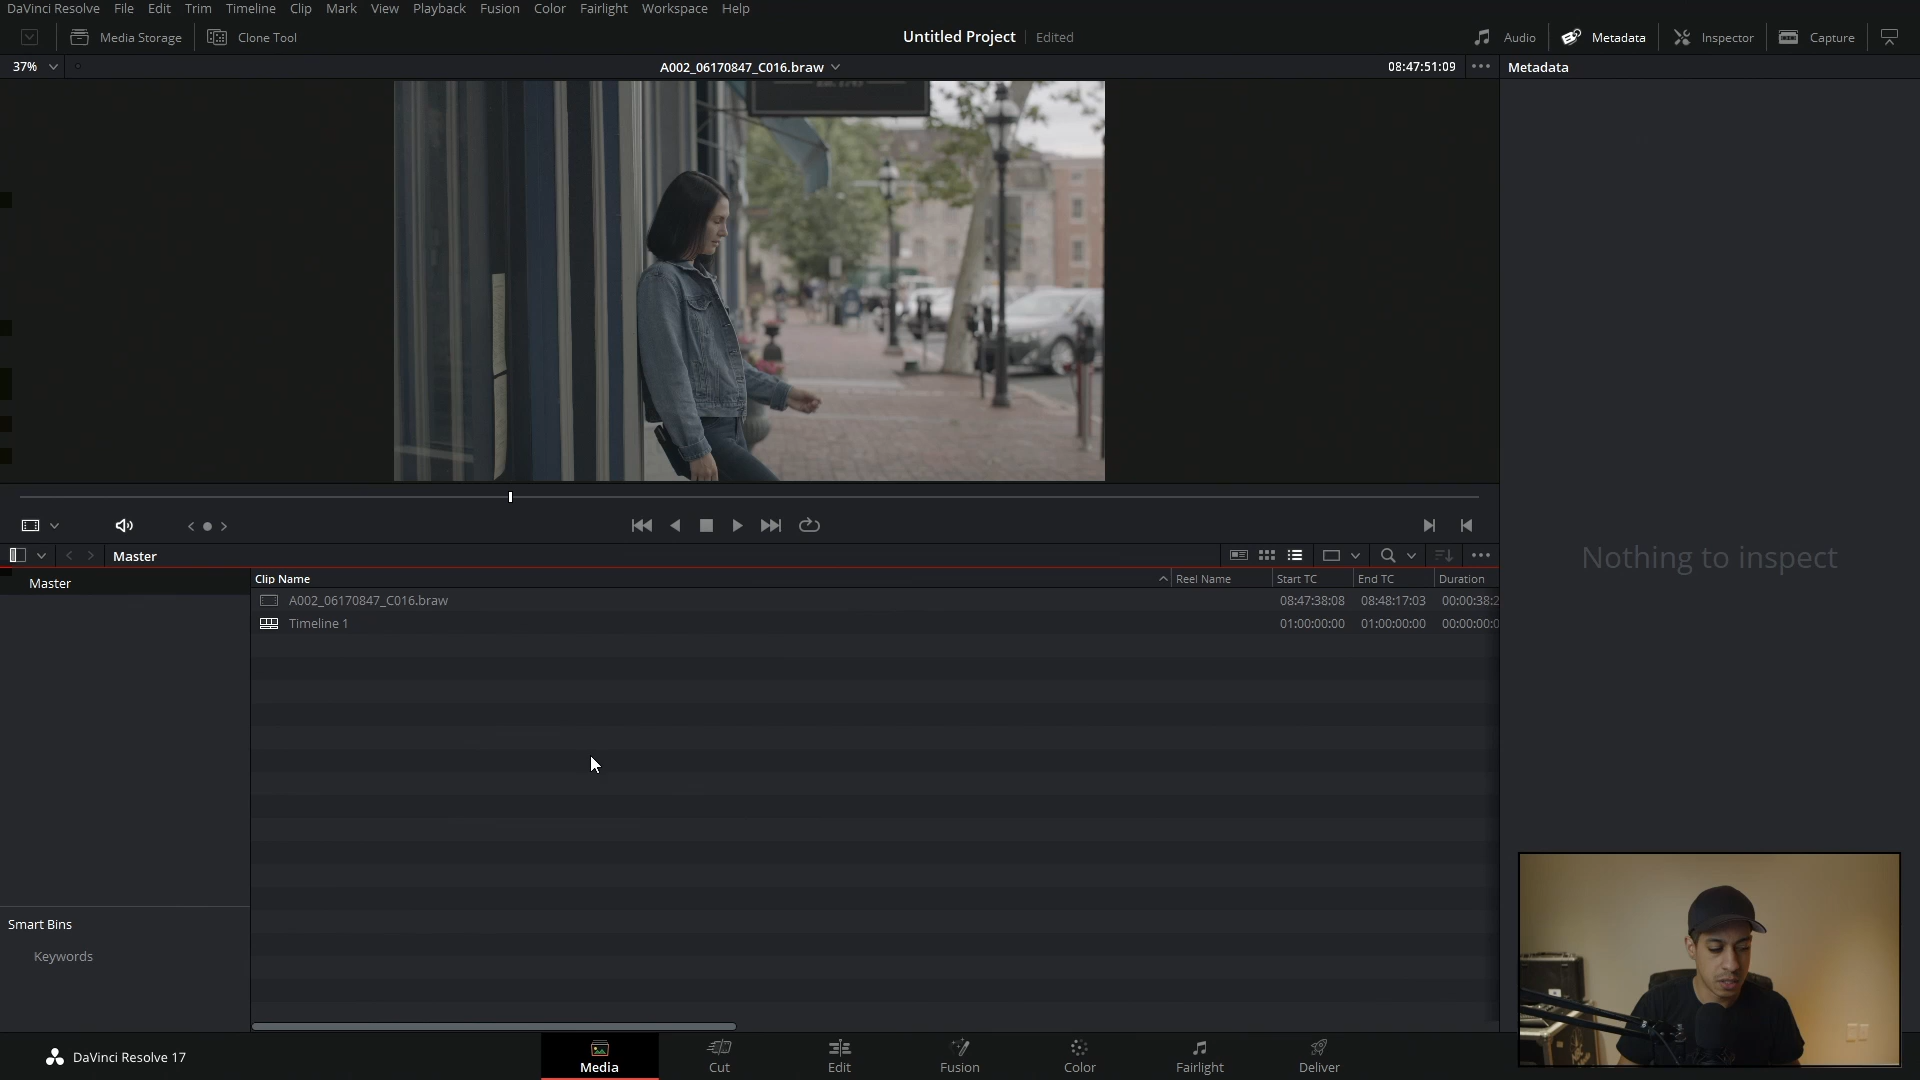 DaVinci Resolve File Edit Trim Timeline Clip Mark View Playback Fusion Color Fairlight Workspace Help
Media Storage Clone Tool Untitled Project Edited Audio Metadata Inspector Capture
37% A002_06170847_C016.braw 08:47:51:09 Metadata
Nothing to inspect
Master
Master
Clip Name Reel Name Start TC End TC Duration
A002_06170847_C016.braw 08:47:38:08 08:48:17:03 00:00:38:2
Timeline 1 01:00:00:00 01:00:00:00 00:00:00:0
Smart Bins
Keywords
DaVinci Resolve 17
Media Cut Edit Fusion Color Fairlight Deliver